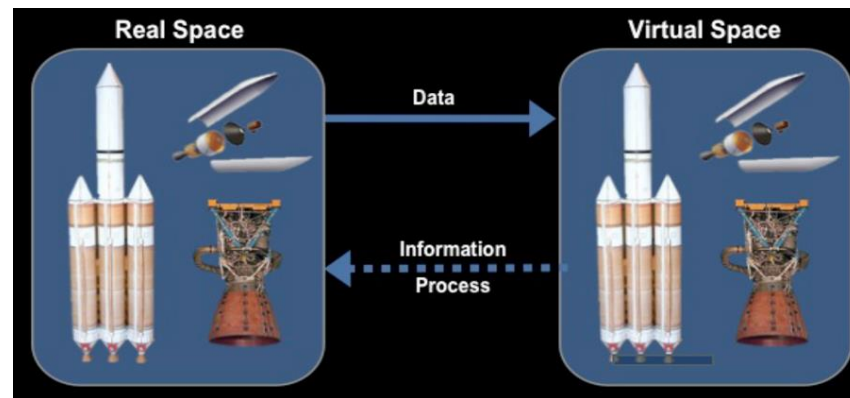 Real Space
Virtual Space
Data
Information
Process